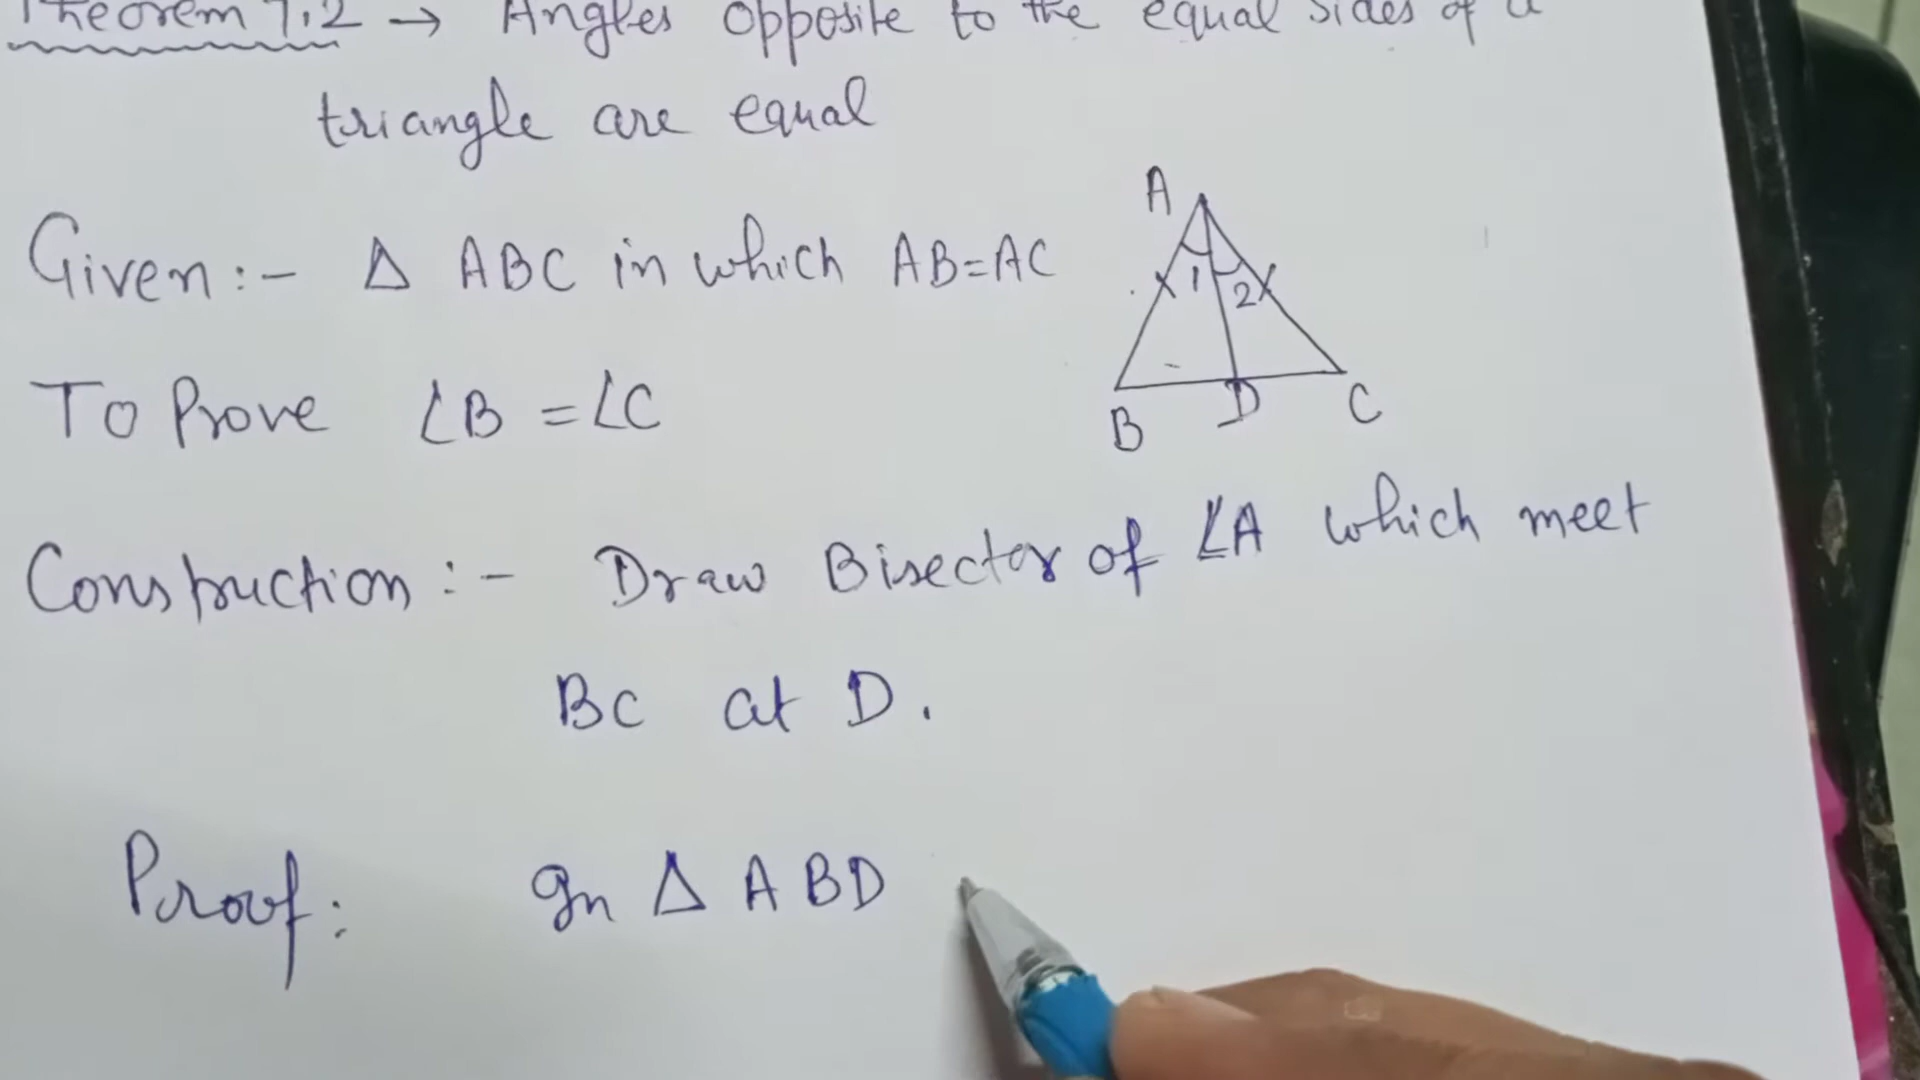 Theorem 7.2 → Angles opposite to the equal sides of a
triangle are equal
Given :- Δ ABC in which AB=AC
To Prove ∠B = ∠C
Construction :- Draw Bisector of ∠A which meet
BC at D.
Proof: In Δ ABD
A
1 2
B D C